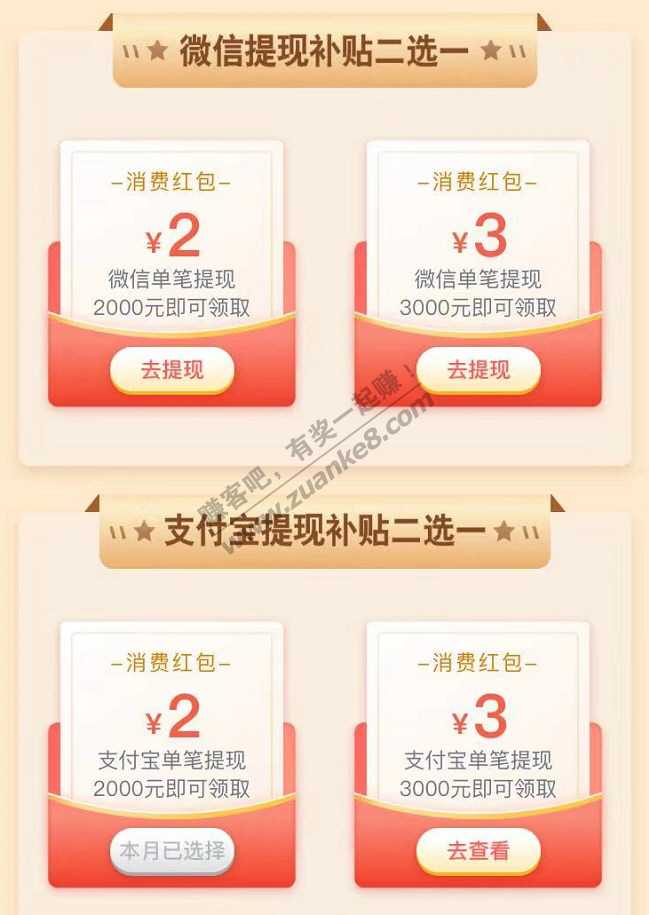 微信提现补贴二选一
-消费红包-
¥2
微信单笔提现
2000元即可领取
去提现
-消费红包-
¥3
微信单笔提现
3000元即可领取
去提现
赚客吧,有奖一起赚!
www.zuanke8.com
支付宝提现补贴二选一
-消费红包-
¥2
支付宝单笔提现
2000元即可领取
本月已选择
-消费红包-
¥3
支付宝单笔提现
3000元即可领取
去查看